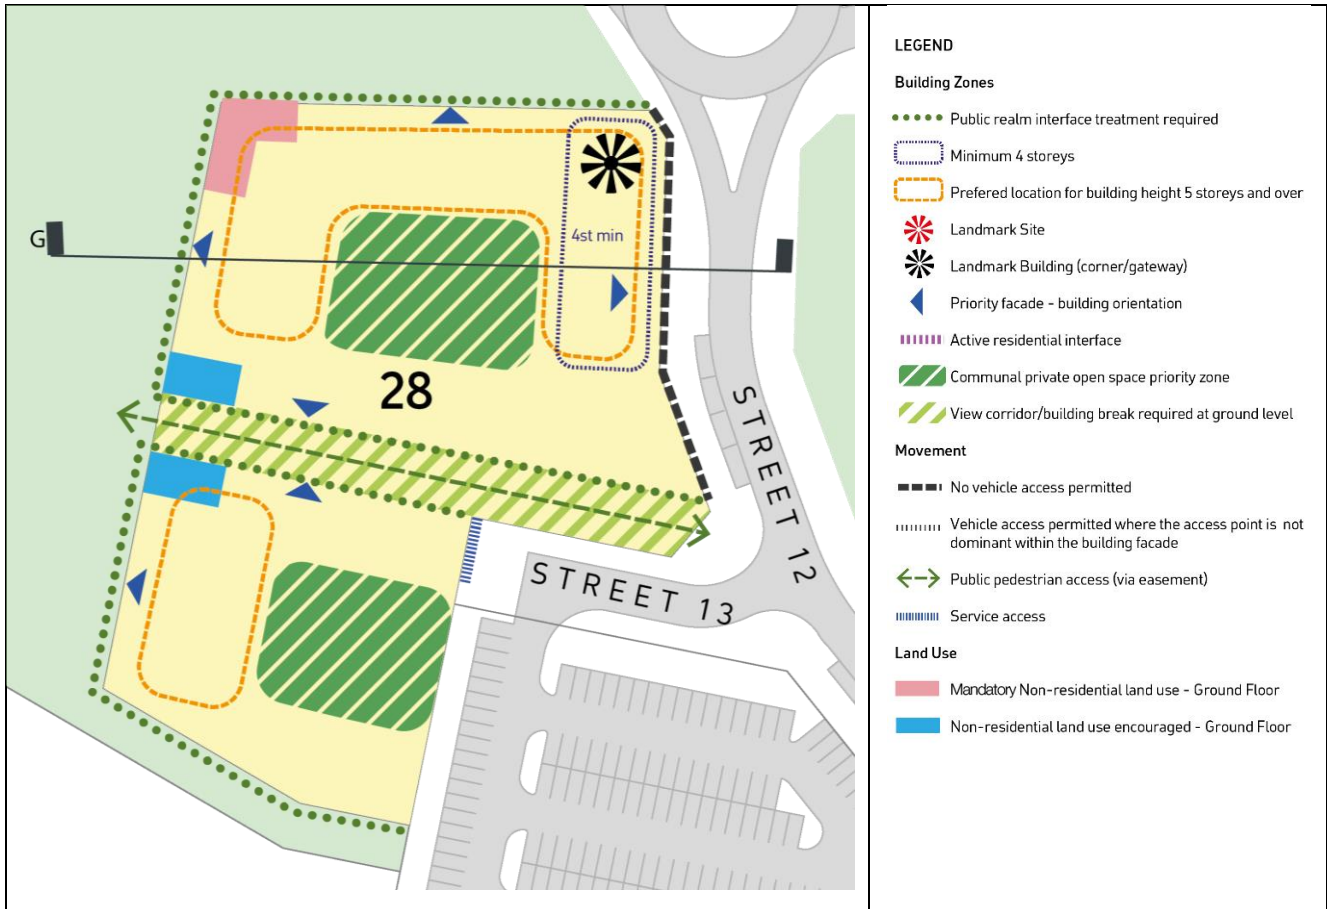 G
4st min
28
STREET 12
STREET 13
LEGEND
Building Zones
Public realm interface treatment required
Minimum 4 storeys
Prefered location for building height 5 storeys and over
Landmark Site
Landmark Building (corner/gateway)
Priority facade - building orientation
Active residential interface
Communal private open space priority zone
View corridor/building break required at ground level
Movement
No vehicle access permitted
Vehicle access permitted where the access point is not
dominant within the building facade
Public pedestrian access (via easement)
Service access
Land Use
Mandatory Non-residential land use - Ground Floor
Non-residential land use encouraged - Ground Floor